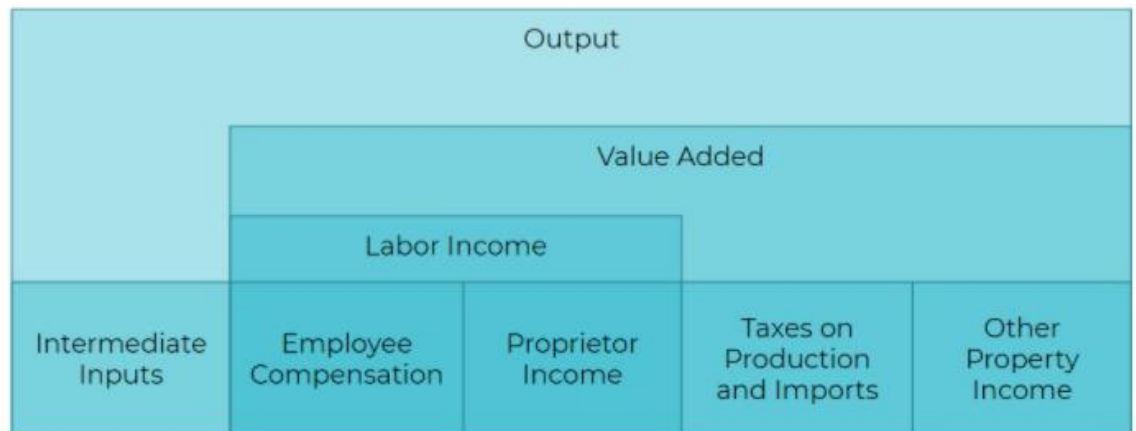 Output
Value Added
Labor Income
Intermediate
Inputs
Employee
Compensation
Proprietor
Income
Taxes on
Production
and Imports
Other
Property
Income